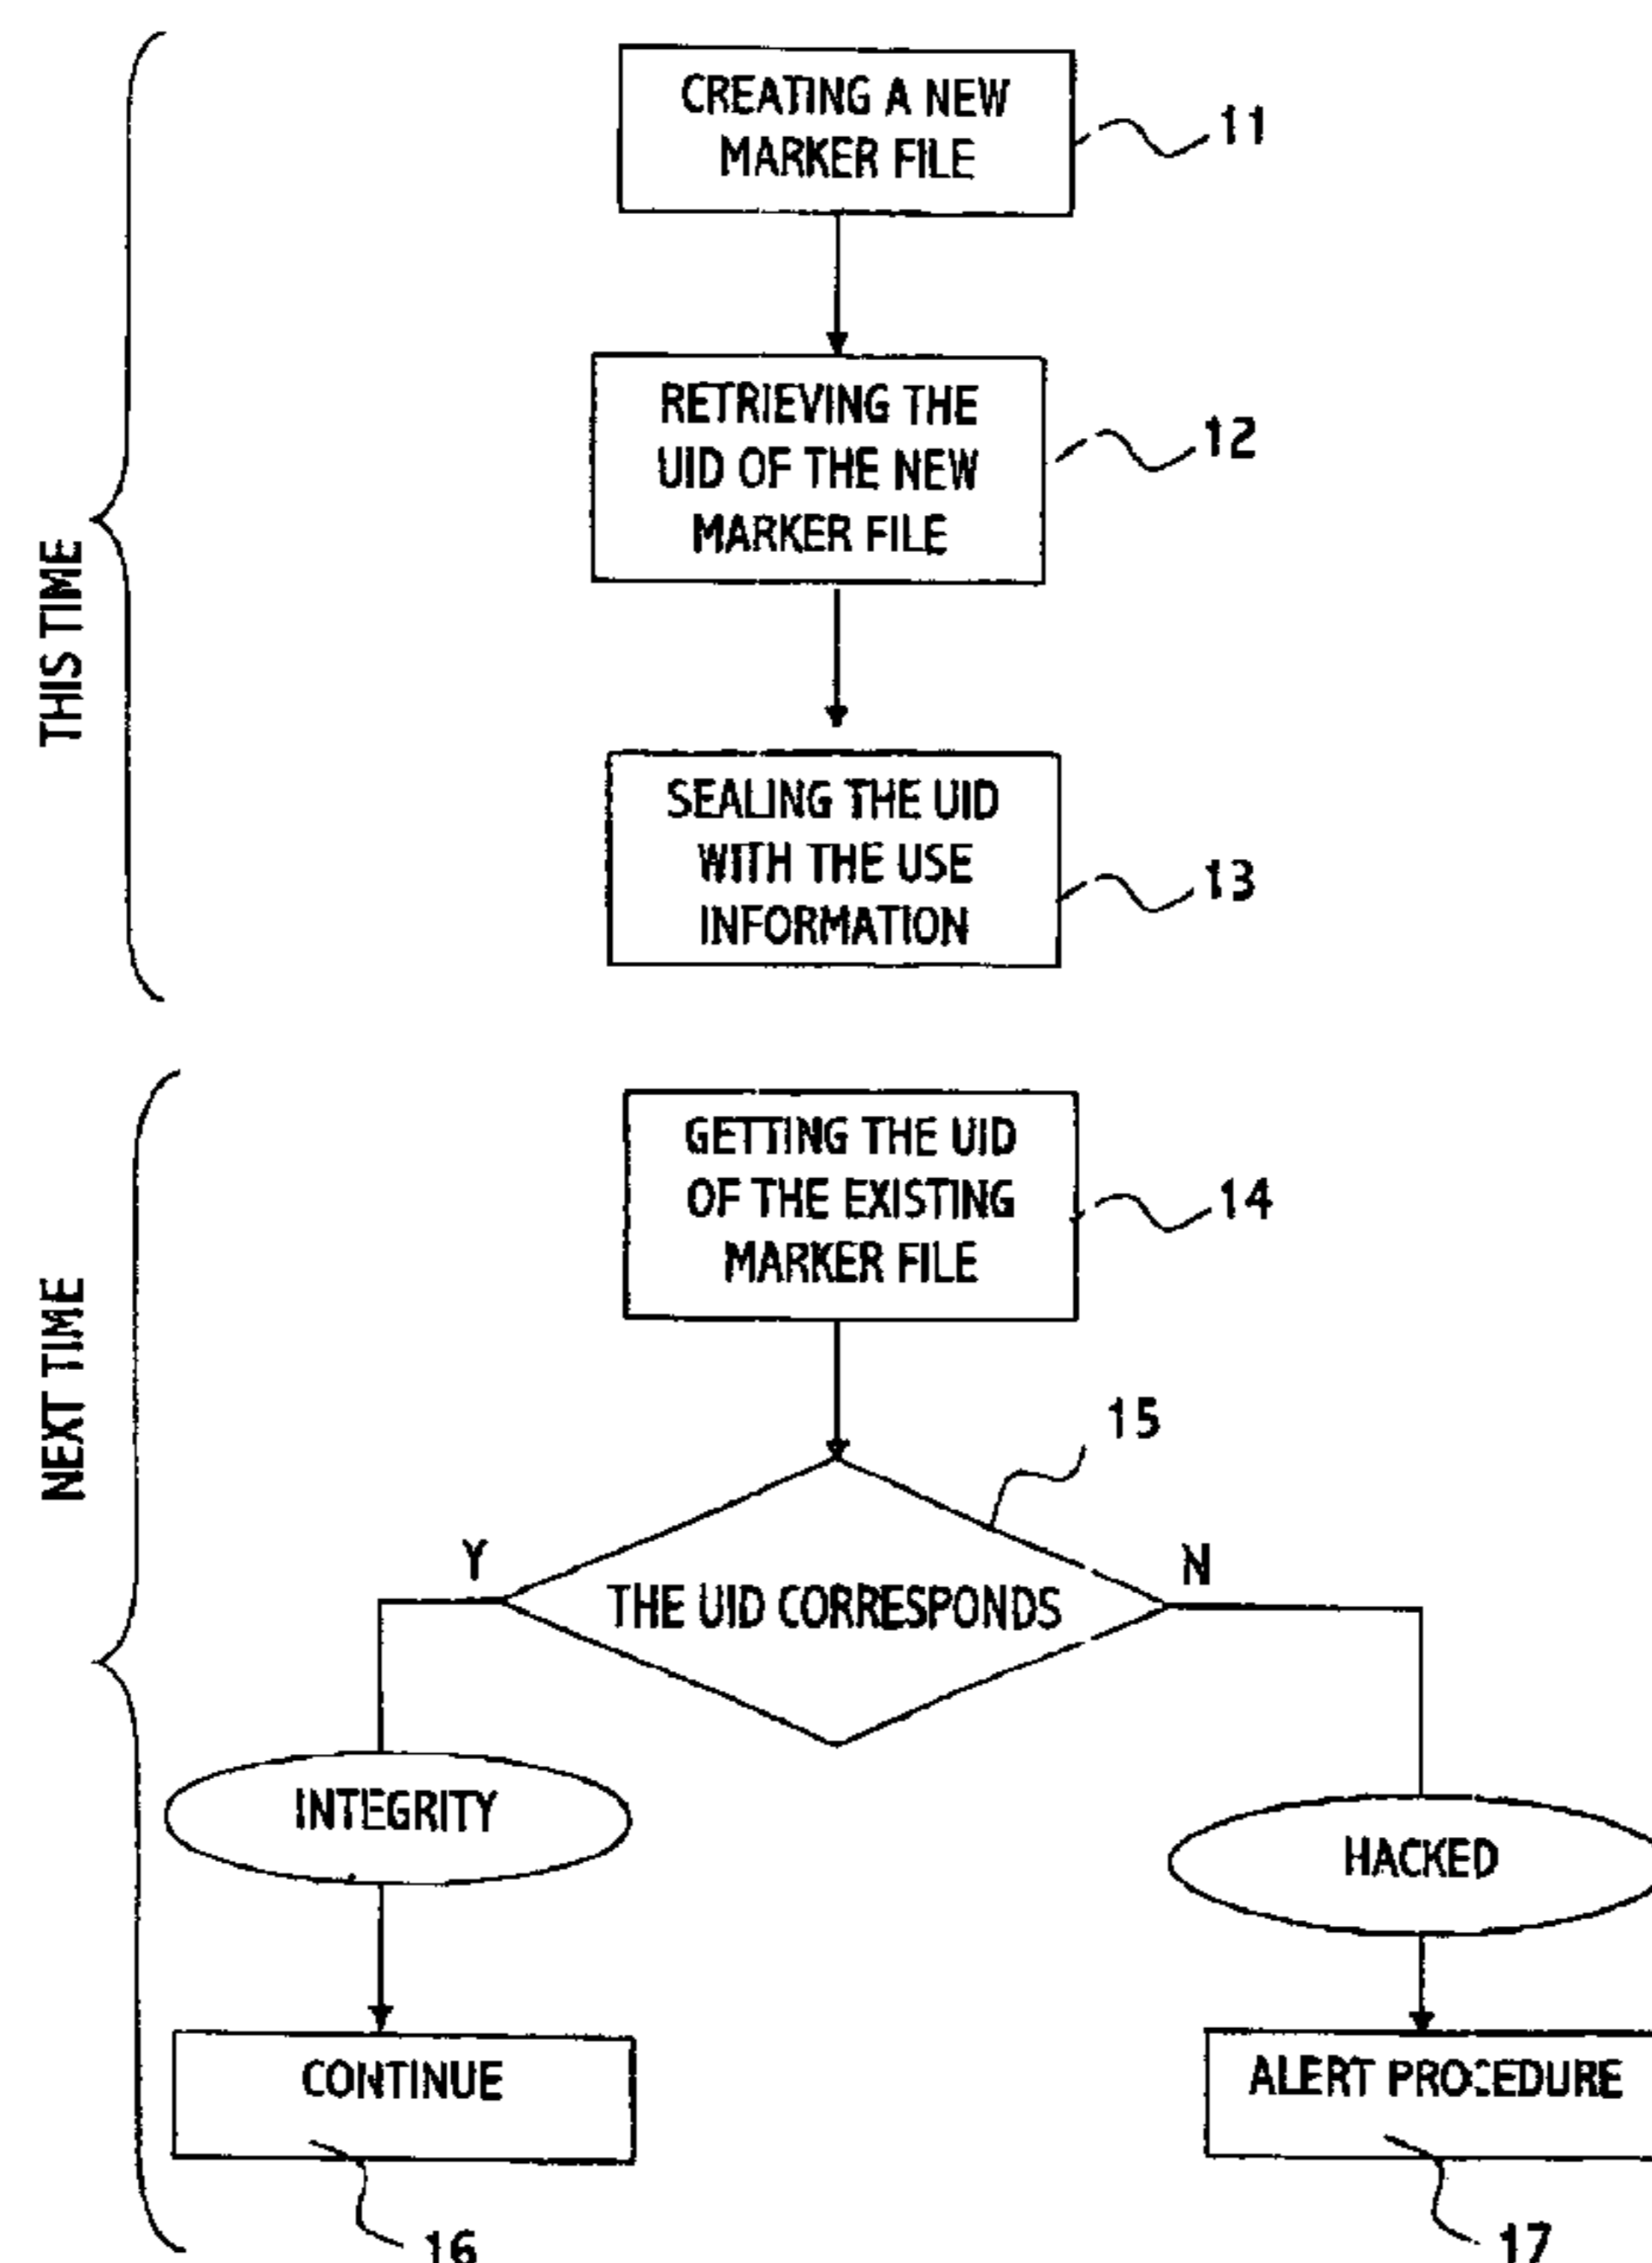 CREATING A NEW
MARKER FILE
11
RETRIEVING THE
UID OF THE NEW
MARKER FILE
12
THIS TIME
SEALING THE UID
WITH THE USE
INFORMATION
13
GETTING THE UID
OF THE EXISTING
MARKER FILE
14
NEXT TIME
15
Y
N
THE UID CORRESPONDS
INTEGRITY
HACKED
CONTINUE
ALERT PROCEDURE
16
17